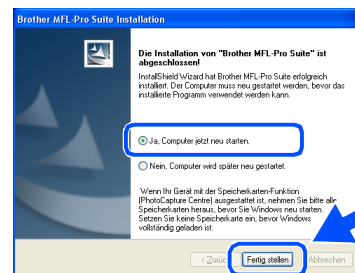 Brother MFL-Pro Suite Installation
Die Installation von "Brother MFL-Pro Suite" ist
abgeschlossen!
InstallShield Wizard hat Brother MFL-Pro Suite erfolgreich
installiert. Der Computer muss neu gestartet werden, bevor das
installierte Programm verwendet werden kann.
Ja, Computer jetzt neu starten.
Nein, Computer wird später neu gestartet.
Wenn Ihr Gerät mit der Speicherkarten-Funktion
(PhotoCapture Centre) ausgestattet ist, nehmen Sie bitte alle
Speicherkarten heraus, bevor Sie Windows neu starten.
Setzen Sie keine Speicherkarte ein, bevor Windows
vollständig geladen ist.
< Zurück Fertig stellen Abbrechen